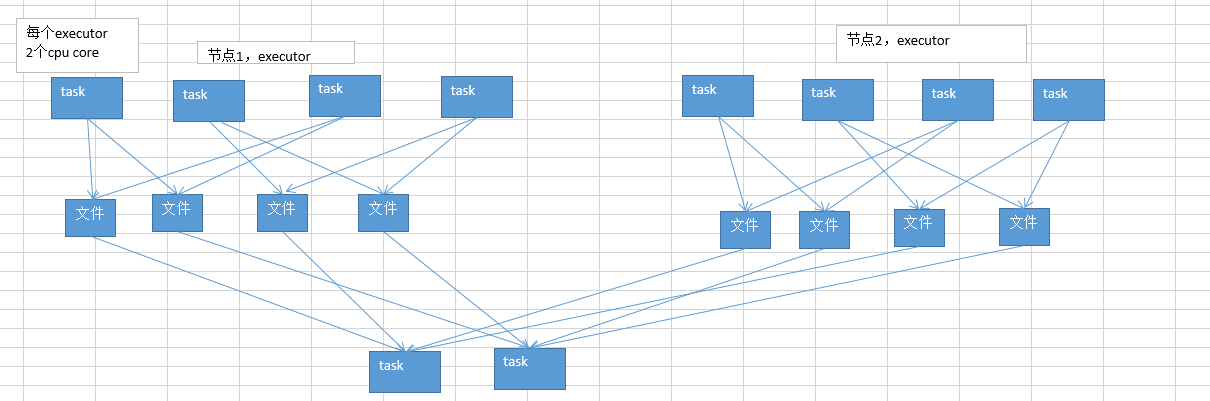 每个executor
2个cpu core
节点1，executor
节点2，executor
task
task
task
task
task
task
task
task
文件
文件
文件
文件
文件
文件
文件
文件
task
task